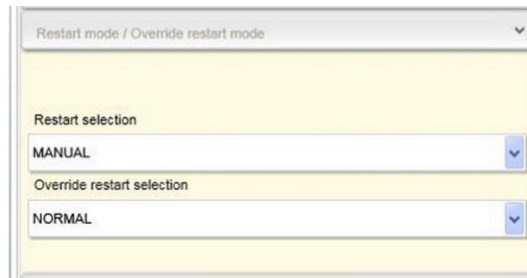 Restart mode / Override restart mode
Restart selection
MANUAL
Override restart selection
NORMAL